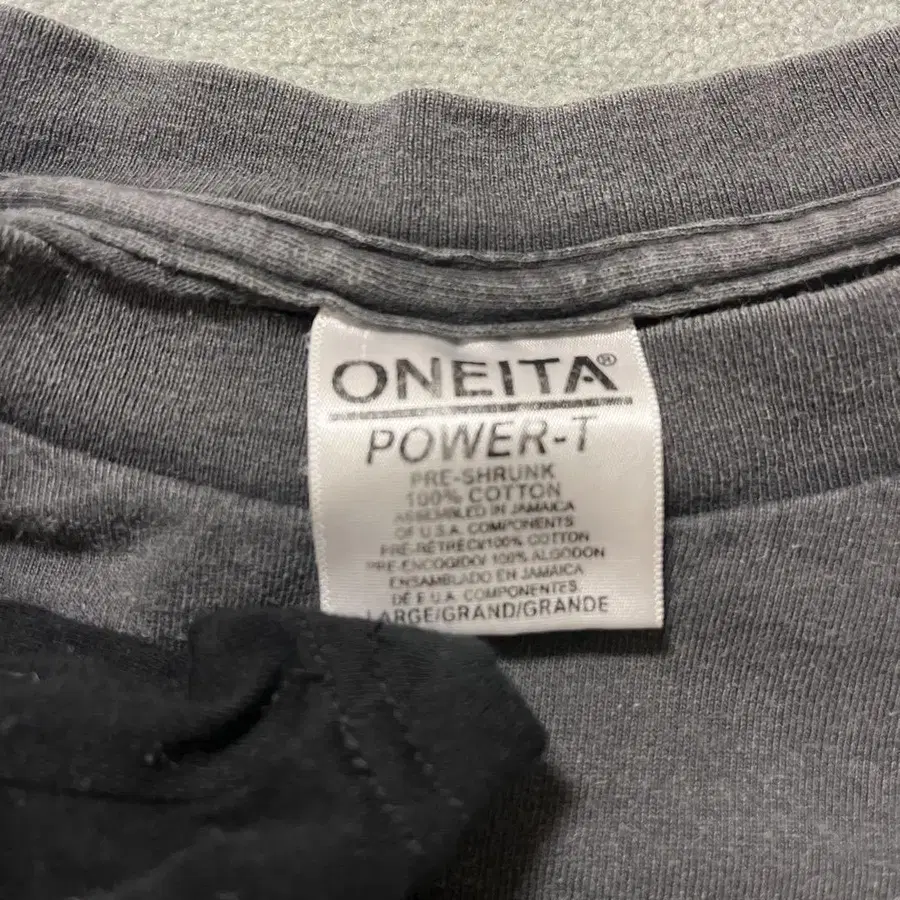 ONEITA®
POWER-T
PRE-SHRUNK
100% COTTON
ASSEMBLED IN JAMAICA
OF U.S.A. COMPONENTS
PRE-RÉTRÉCI/100% COTTON
PRE-ENCOGIDO/ 100% ALGODON
ENSAMBLADO EN JAMAICA
DE E.U.A. COMPONENTES.
LARGE/GRAND/GRANDE